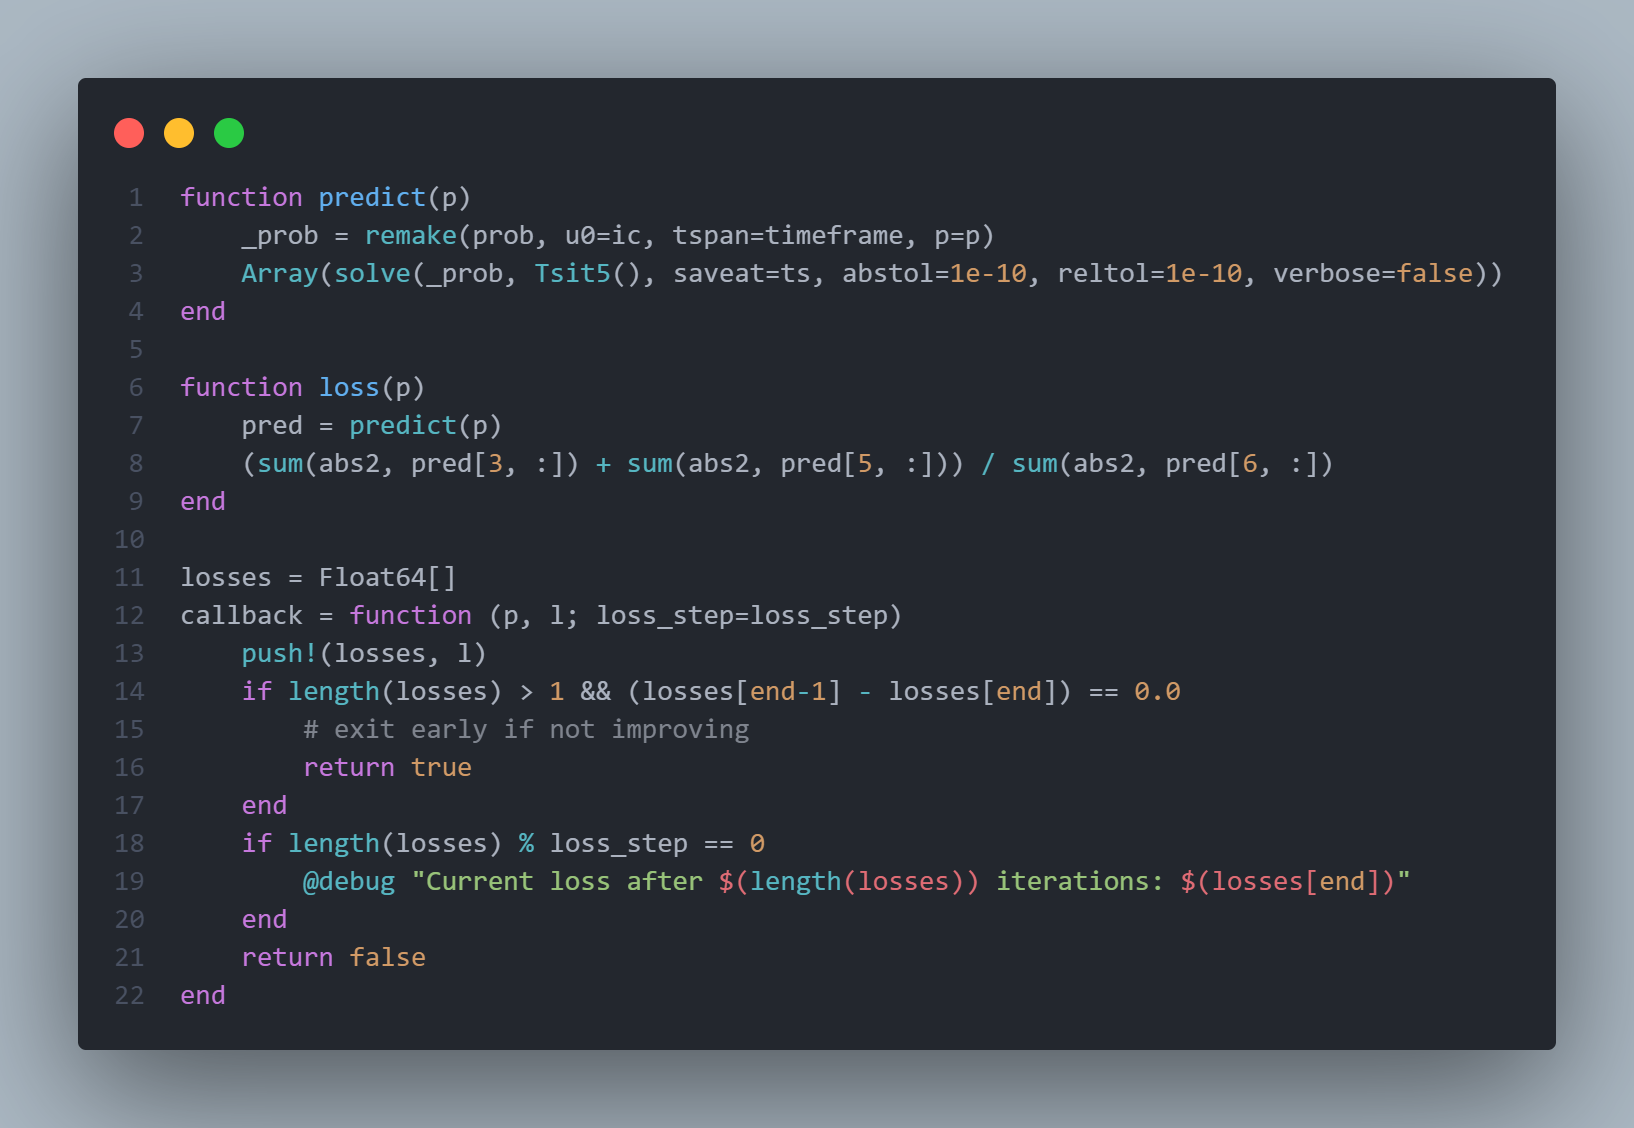 1 function predict(p)
2     _prob = remake(prob, u0=ic, tspan=timeframe, p=p)
3     Array(solve(_prob, Tsit5(), saveat=ts, abstol=1e-10, reltol=1e-10, verbose=false))
4 end
5
6 function loss(p)
7     pred = predict(p)
8     (sum(abs2, pred[3, :]) + sum(abs2, pred[5, :])) / sum(abs2, pred[6, :])
9 end
10
11 losses = Float64[]
12 callback = function (p, l; loss_step=loss_step)
13     push!(losses, l)
14     if length(losses) > 1 && (losses[end-1] - losses[end]) == 0.0
15         # exit early if not improving
16         return true
17     end
18     if length(losses) % loss_step == 0
19         @debug "Current loss after $(length(losses)) iterations: $(losses[end])"
20     end
21     return false
22 end